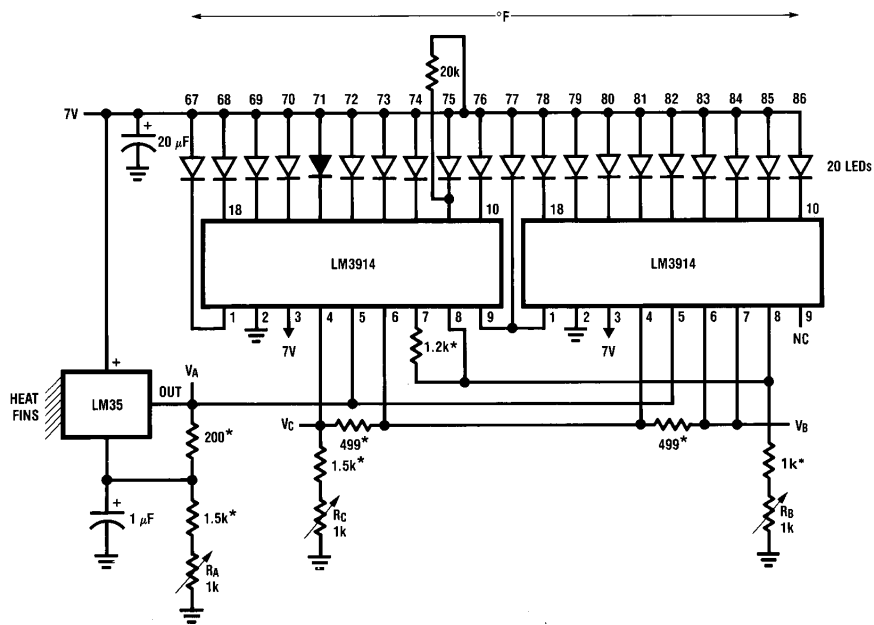 °F
20k
67 68 69 70 71 72 73 74 75 76 77 78 79 80 81 82 83 84 85 86
7V
+
20 µF
20 LEDs
18 10 18 10
LM3914 LM3914
1 2 3 4 5 6 7 8 9 1 2 3 4 5 6 7 8 9
7V 1.2k* 7V NC
+
VA
HEAT FINS
LM35
OUT
VC 499* 499* VB
200*
1.5k*
1k*
+
1 µF
1.5k*
RC
1k
RB
1k
RA
1k